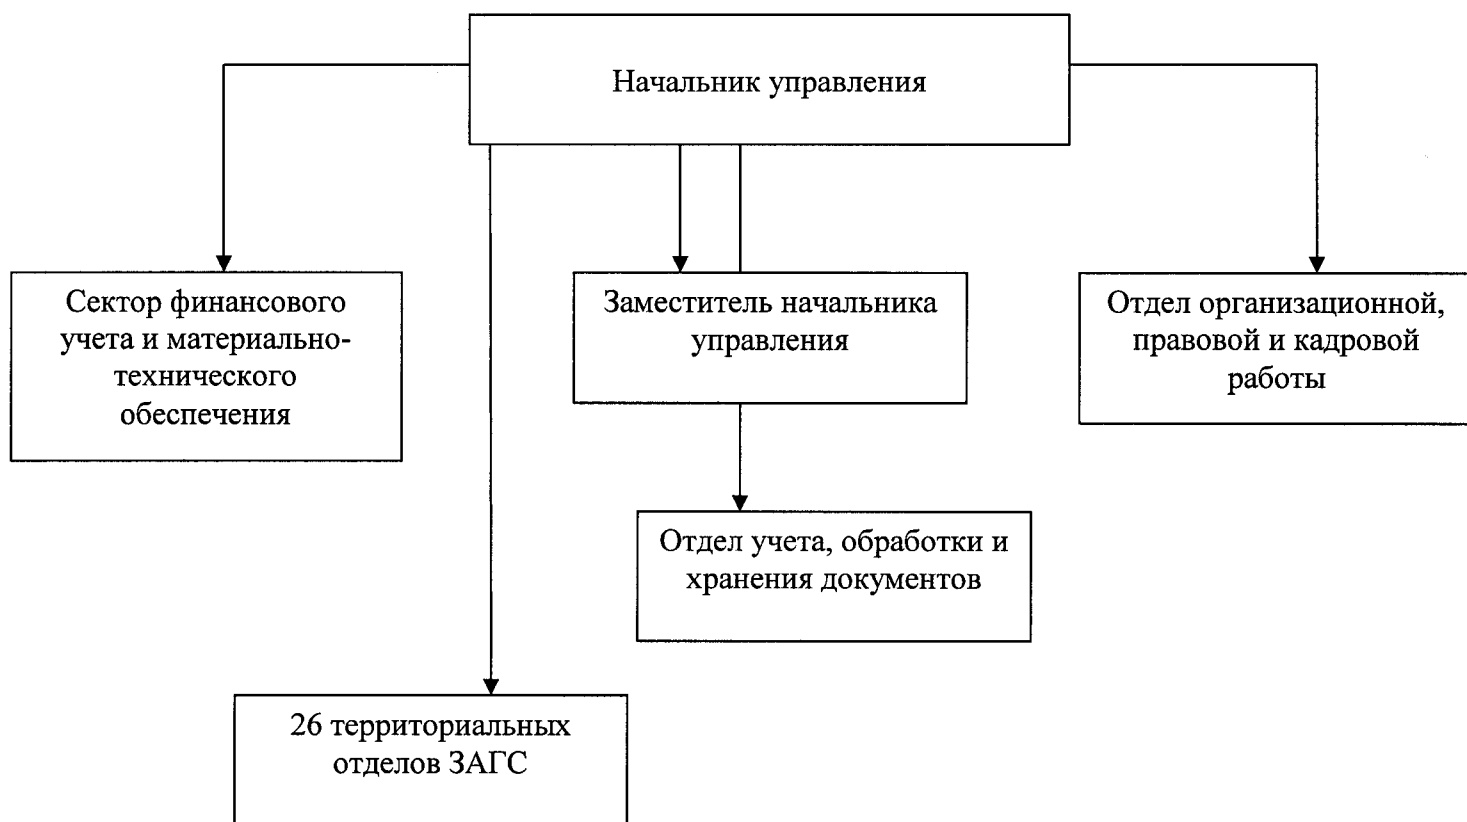 Начальник управления
Сектор финансового
учета и материально-
технического
обеспечения
Заместитель начальника
управления
Отдел организационной,
правовой и кадровой
работы
Отдел учета, обработки и
хранения документов
26 территориальных
отделов ЗАГС